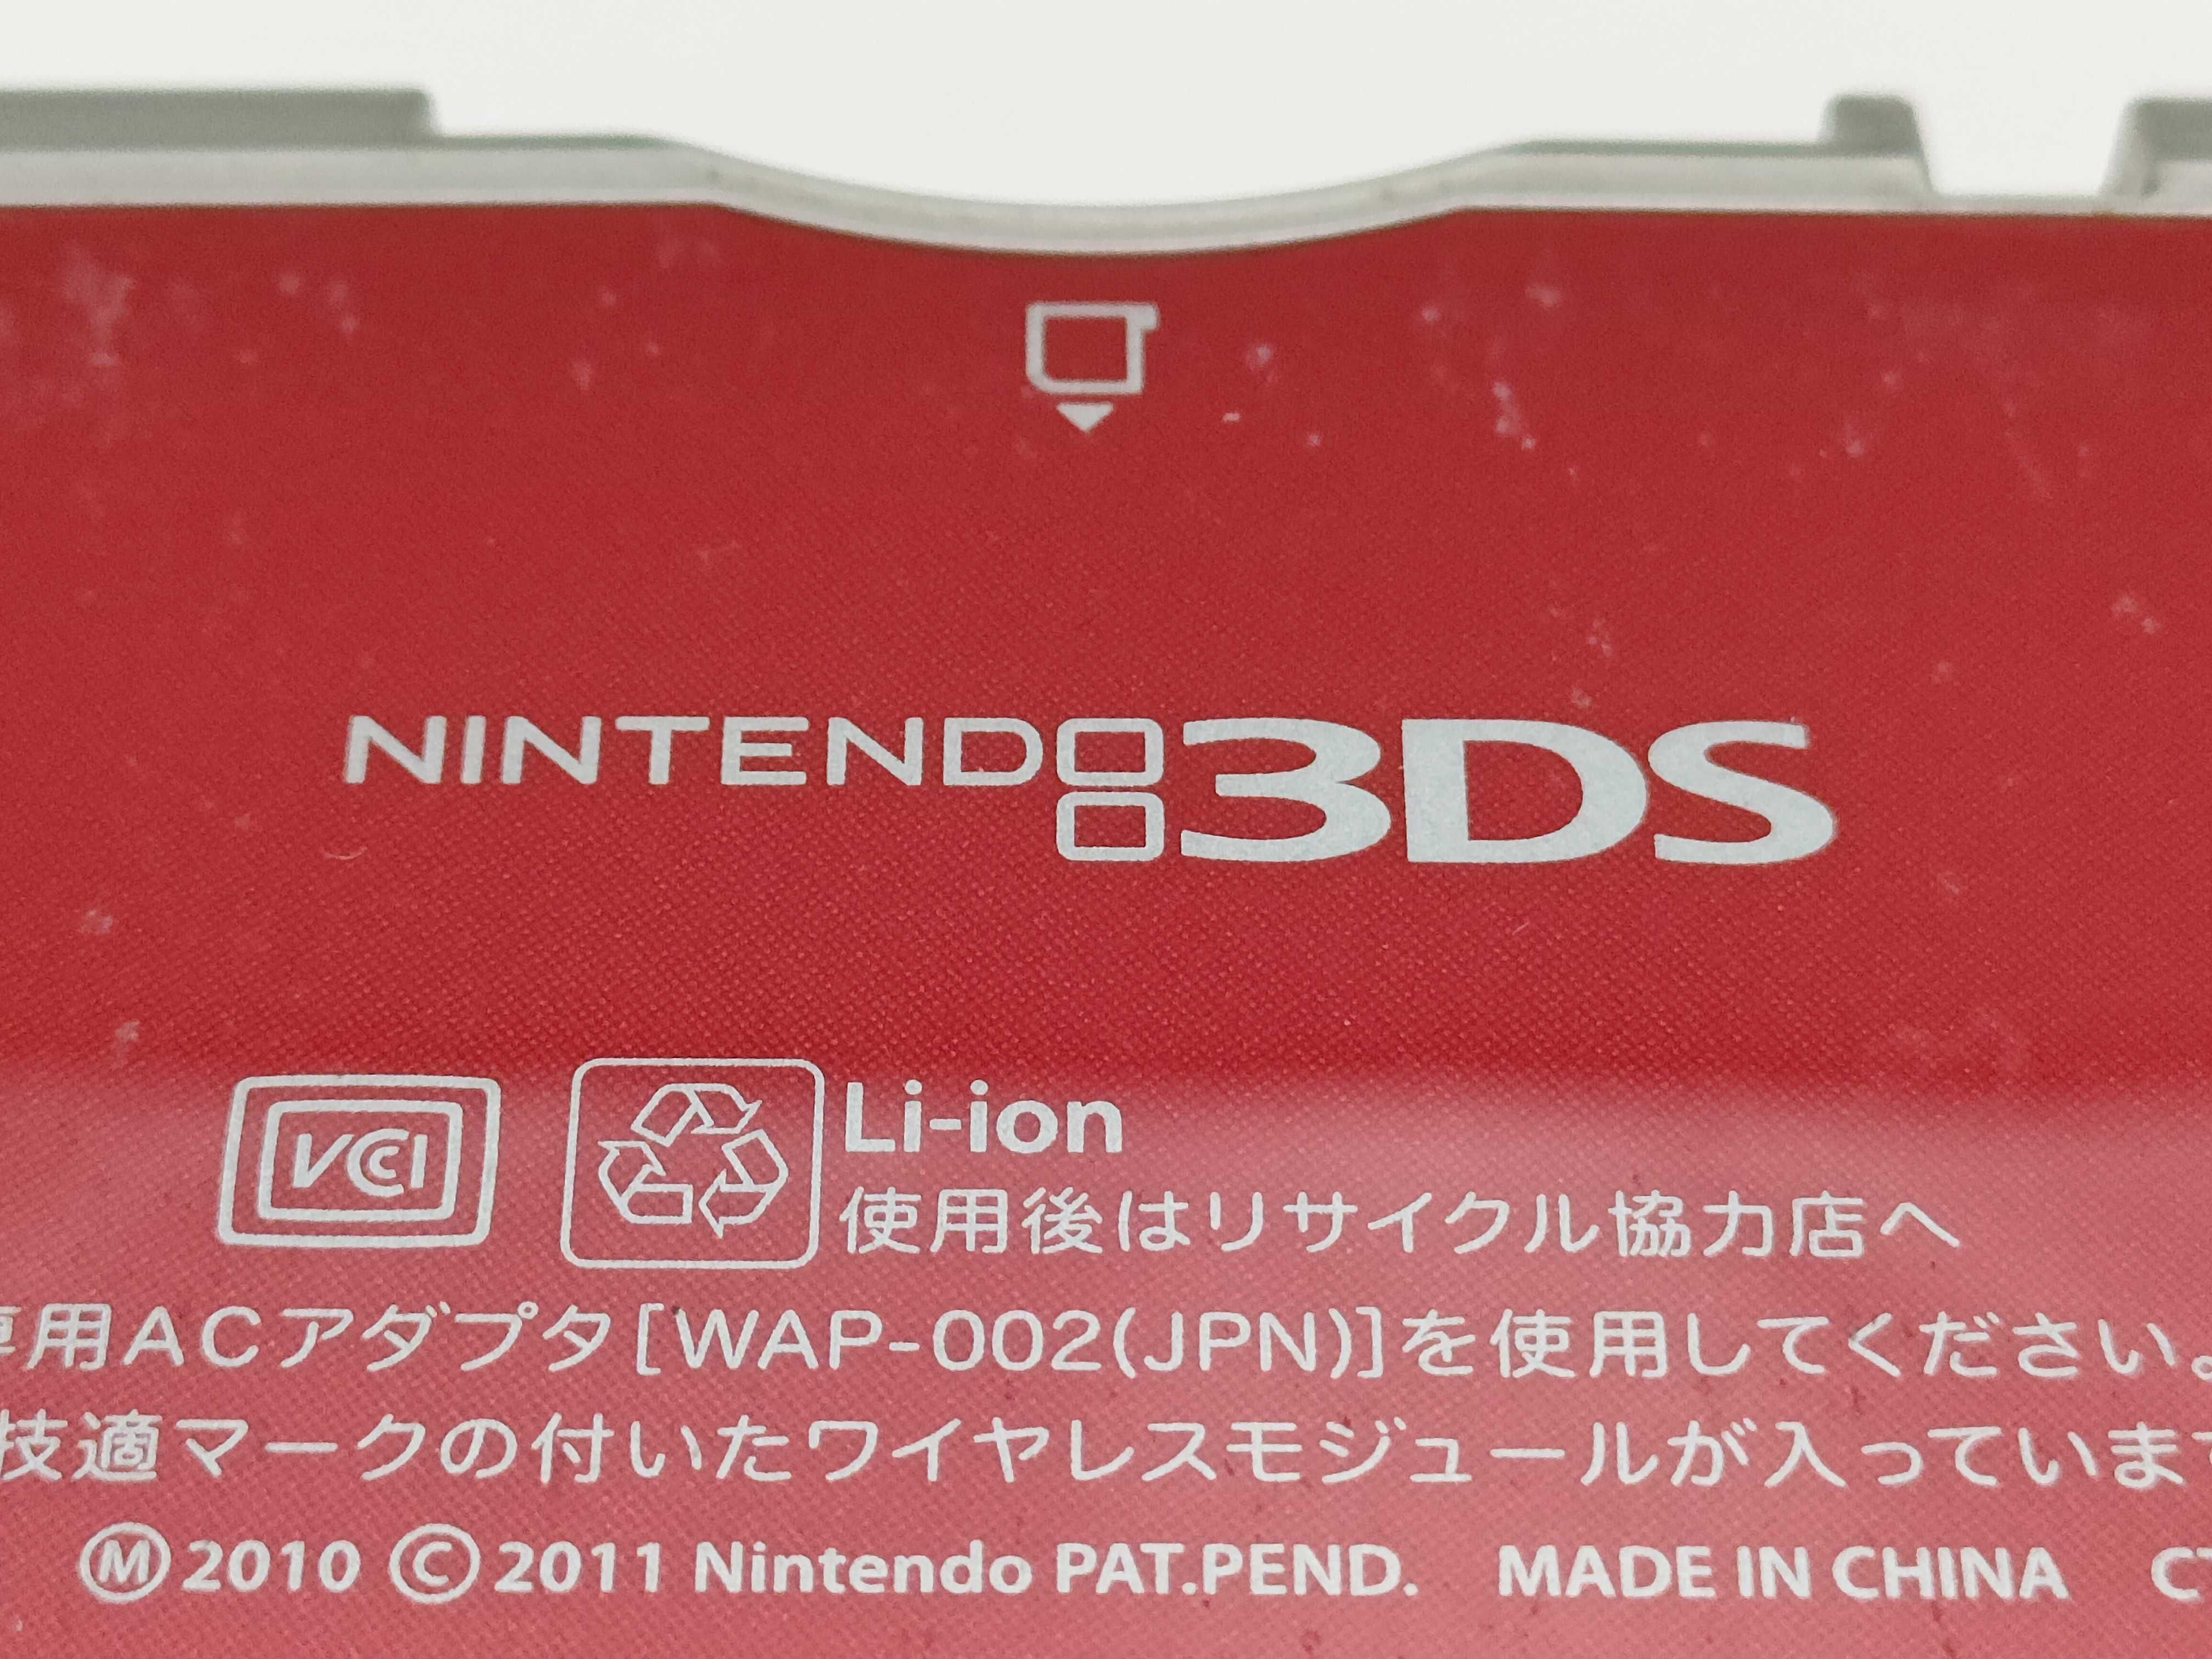 NINTENDO3DS
VCCI
Li-ion
使用後はリサイクル協力店へ
専用ACアダプタ[WAP-002(JPN)]を使用してください。
技適マークの付いたワイヤレスモジュールが入っていま
Ⓜ2010 ©2011 Nintendo PAT.PEND. MADE IN CHINA